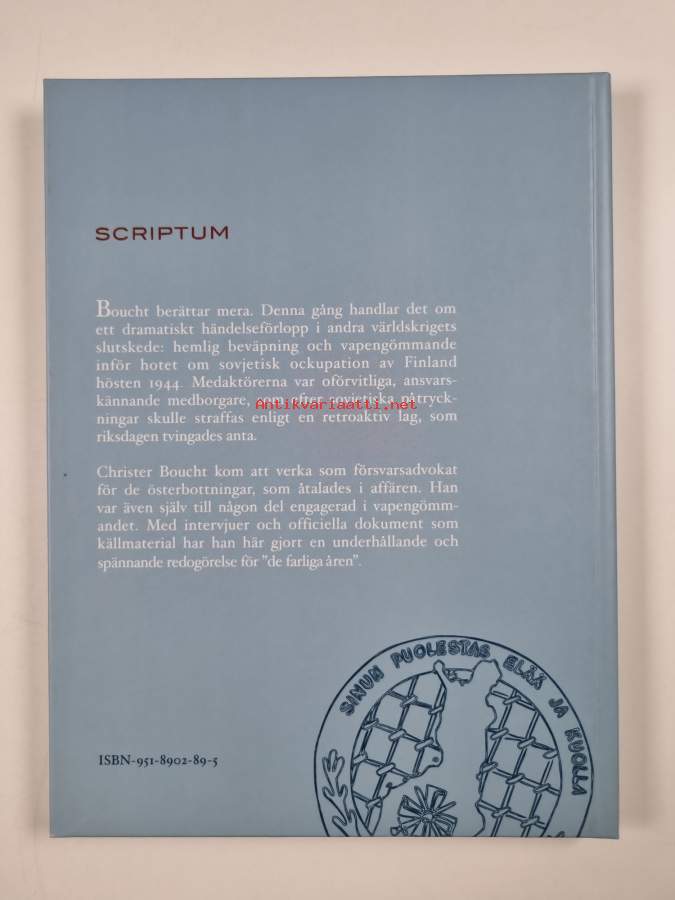 SCRIPTUM
Boucht berättar mera. Denna gång handlar det om
ett dramatiskt händelseförlopp i andra världskrigets
slutskede: hemlig beväpning och vapengömmande
inför hotet om sovjetisk ockupation av Finland
hösten 1944. Medaktörerna var oförvitliga, ansvars-
kännande medborgare, som efter sovjetiska påtryck-
Antikvariaatti.net
ningar skulle straffas enligt en retroaktiv lag, som
riksdagen tvingades anta.
Christer Boucht kom att verka som försvarsadvokat
för de österbottningar, som åtalades i affären. Han
var även själv till någon del engagerad i vapengömm-
andet. Med intervjuer och officiella dokument som
källmaterial har han här gjort en underhållande och
spännande redogörelse för "de farliga åren".
SINUN PUOLESTAS ELÄÄ JA KUOLLA
ISBN-951-8902-89-5